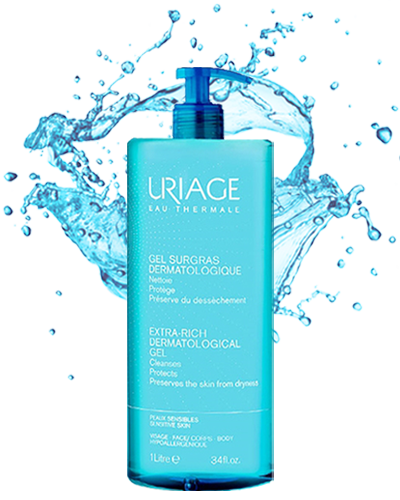 URIAGE
EAU THERMALE
GEL SURGRAS
DERMATOLOGIQUE
Nettoie
Protège
Préserve du dessèchement
EXTRA-RICH
DERMATOLOGICAL
GEL
Cleanses
Protects
Preserves the skin from dryness
PEAUX SENSIBLES
SENSITIVE SKIN
VISAGE - FACE / CORPS - BODY
HYPOALLERGÉNIQUE
1 Litre ℮ 34 fl.oz.